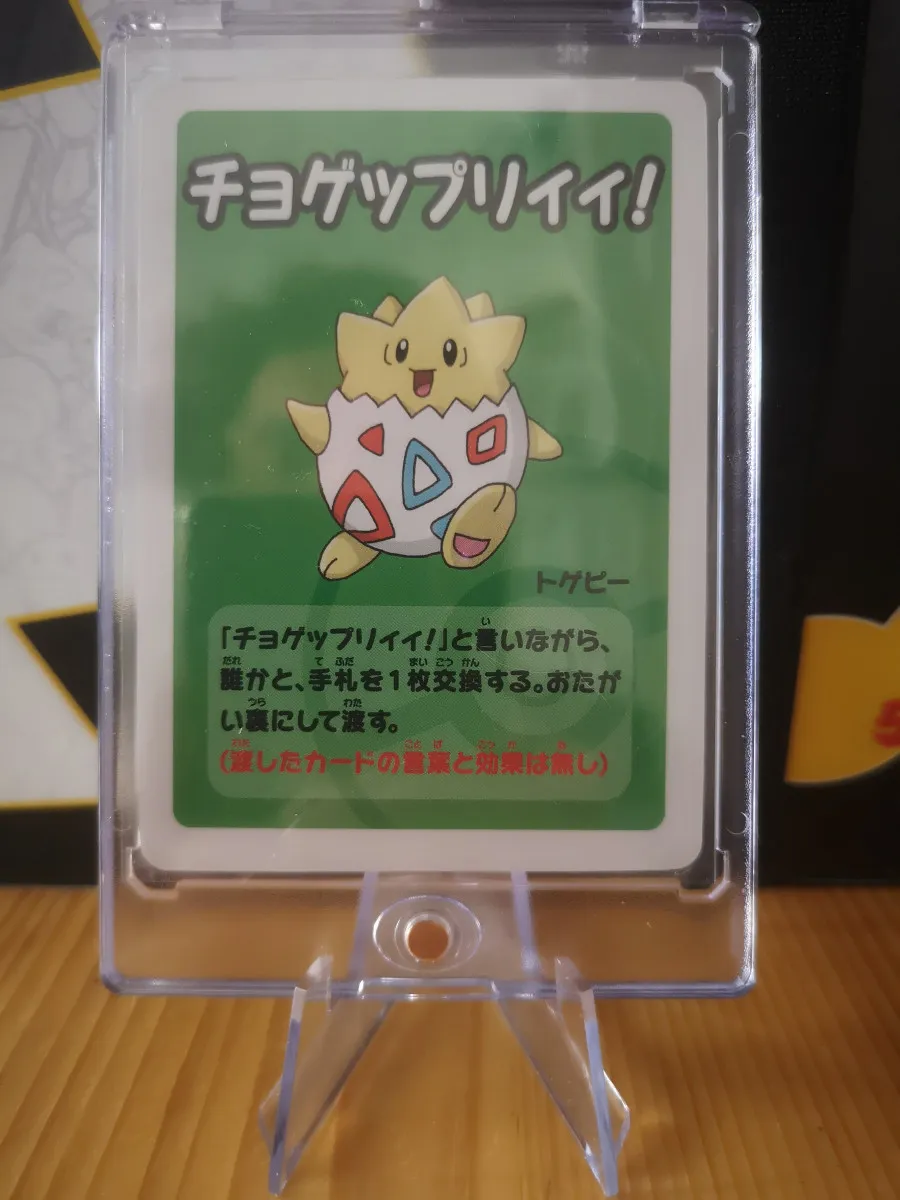 チョゲップリィィ!
トゲピー
「チョゲップリィィ!」と言いながら、
誰かと、手札を1枚交換する。おたが
い裏にして渡す。
(渡したカードの言葉と効果は無し)